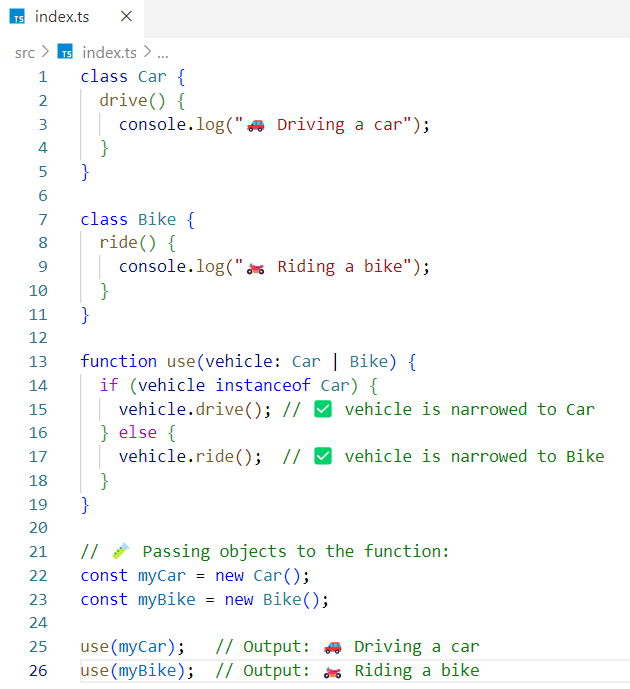 index.ts
src > index.ts > ...
1 class Car {
2   drive() {
3     console.log("🚗 Driving a car");
4   }
5 }
6
7 class Bike {
8   ride() {
9     console.log("🏍️ Riding a bike");
10   }
11 }
12
13 function use(vehicle: Car | Bike) {
14   if (vehicle instanceof Car) {
15     vehicle.drive(); // ✅ vehicle is narrowed to Car
16   } else {
17     vehicle.ride();  // ✅ vehicle is narrowed to Bike
18   }
19 }
20
21 // 🧪 Passing objects to the function:
22 const myCar = new Car();
23 const myBike = new Bike();
24
25 use(myCar);   // Output: 🚗 Driving a car
26 use(myBike);  // Output: 🏍️ Riding a bike